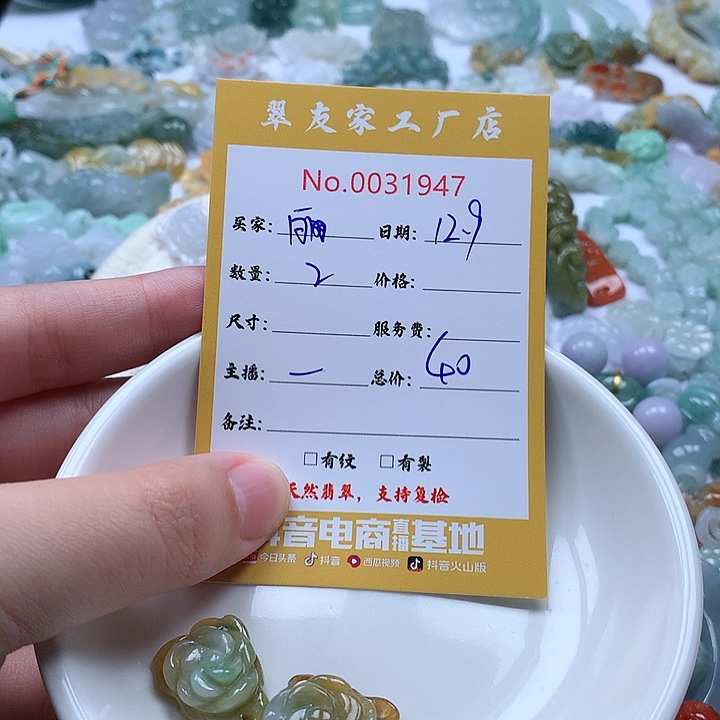 翠友家工厂店
No.0031947
买家: 日期: 12.9
数量: 2 价格:
尺寸: 服务费:
主播: 一 总价: 60
备注:
□有纹 □有裂
天然翡翠，支持复检
抖音电商直播基地
今日头条 抖音 西瓜视频 抖音火山版